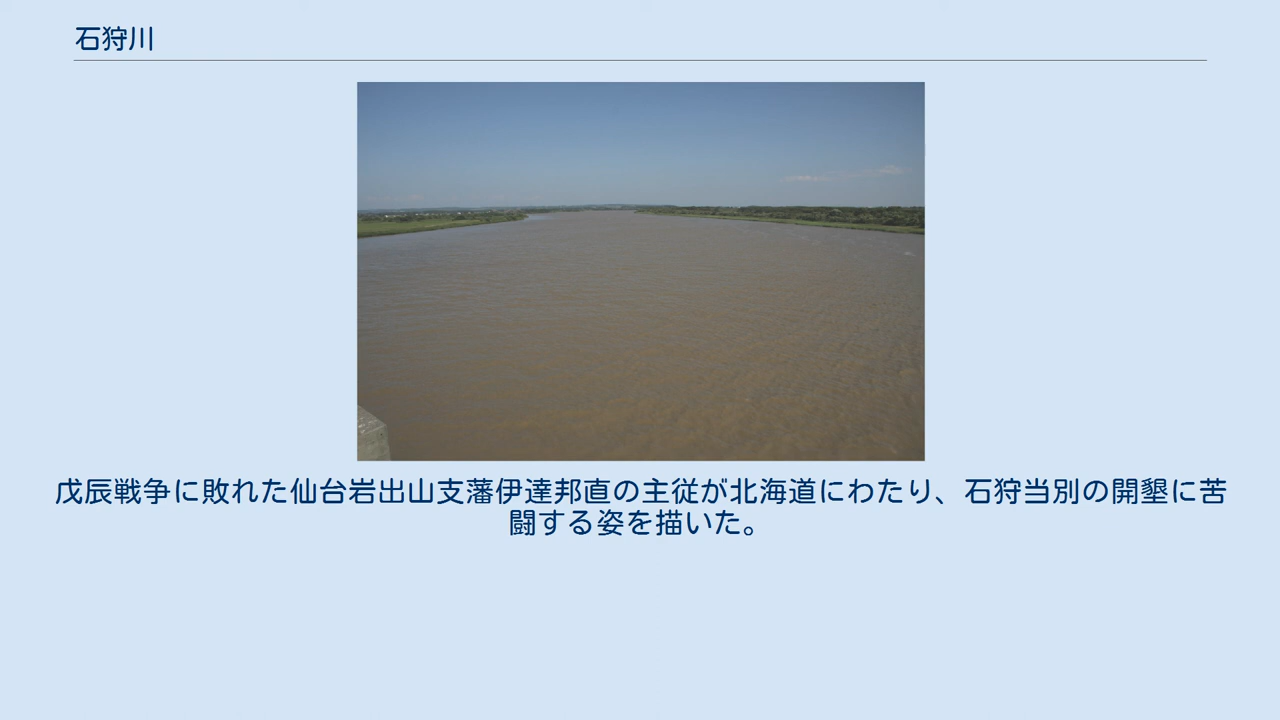 石狩川
戊辰戦争に敗れた仙台岩出山支藩伊達邦直の主従が北海道にわたり、石狩当別の開墾に苦
闘する姿を描いた。